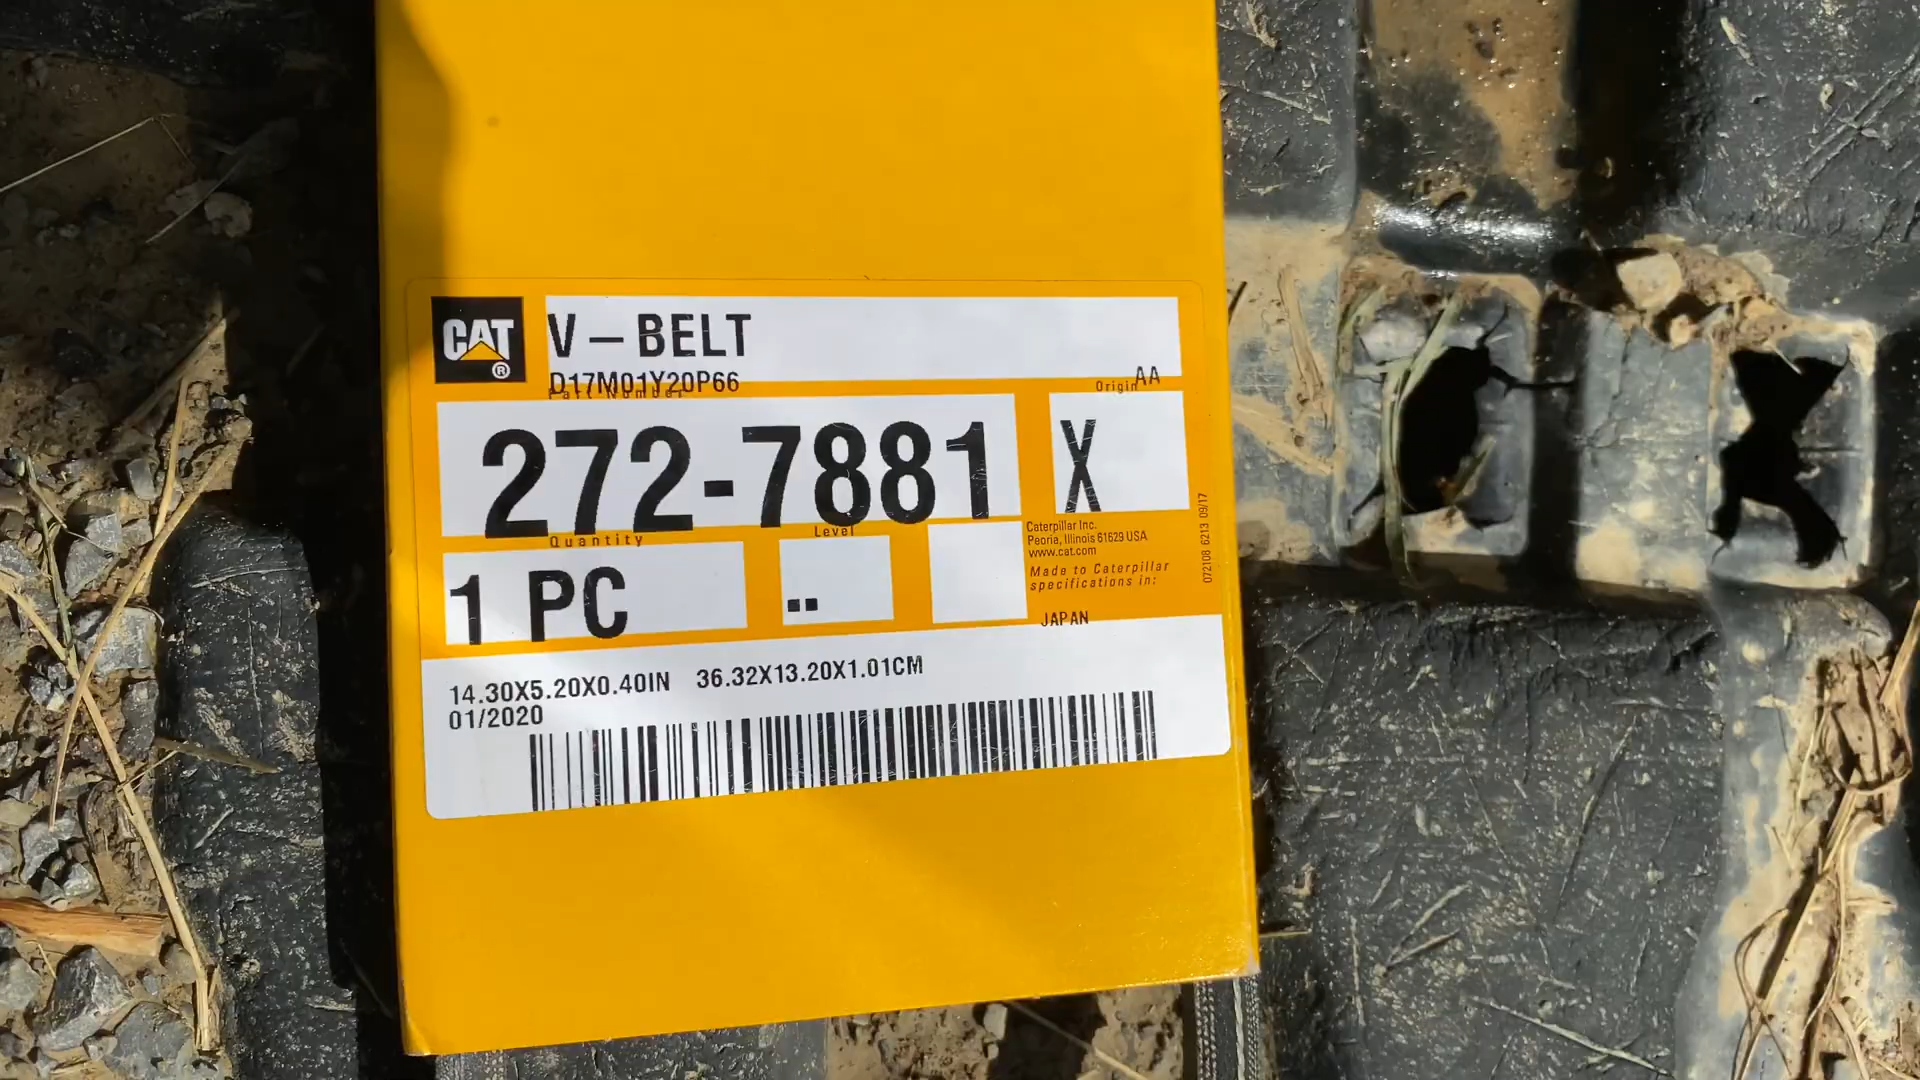 CAT
®
V–BELT
D17M01Y20P66
Part Number
Origin AA
272-7881
X
Quantity
Level
1 PC
..
Caterpillar Inc.
Peoria, Illinois 61629 USA
www.cat.com
Made to Caterpillar
specifications in:
JAPAN
072108 6213 09/17
14.30X5.20X0.40IN 36.32X13.20X1.01CM
01/2020